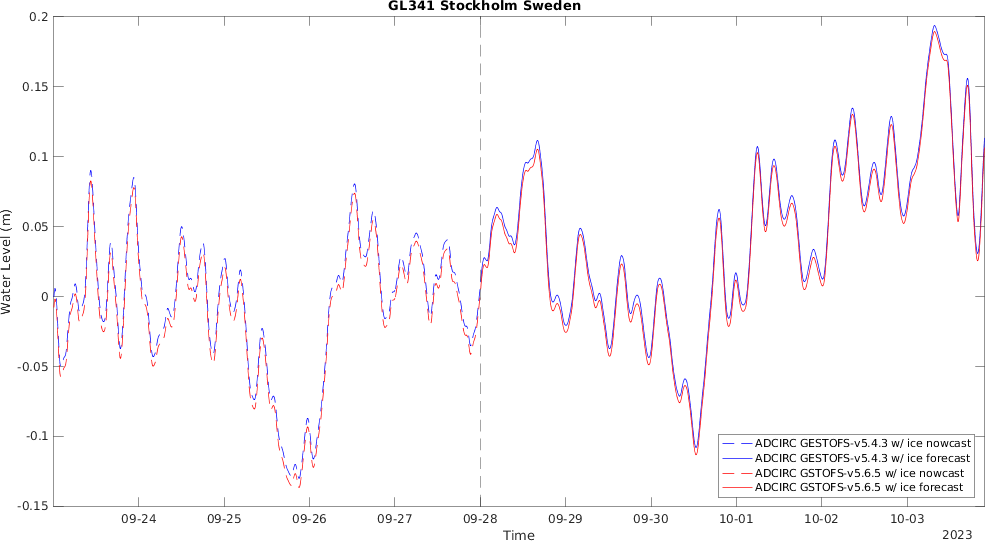 GL341 Stockholm Sweden
0.2
0.15
0.1
0.05
0
-0.05
-0.1
-0.15
Water Level (m)
ADCIRC GESTOFS-v5.4.3 w/ ice nowcast
ADCIRC GESTOFS-v5.4.3 w/ ice forecast
ADCIRC GSTOFS-v5.6.5 w/ ice nowcast
ADCIRC GSTOFS-v5.6.5 w/ ice forecast
09-24 09-25 09-26 09-27 09-28 09-29 09-30 10-01 10-02 10-03
Time
2023